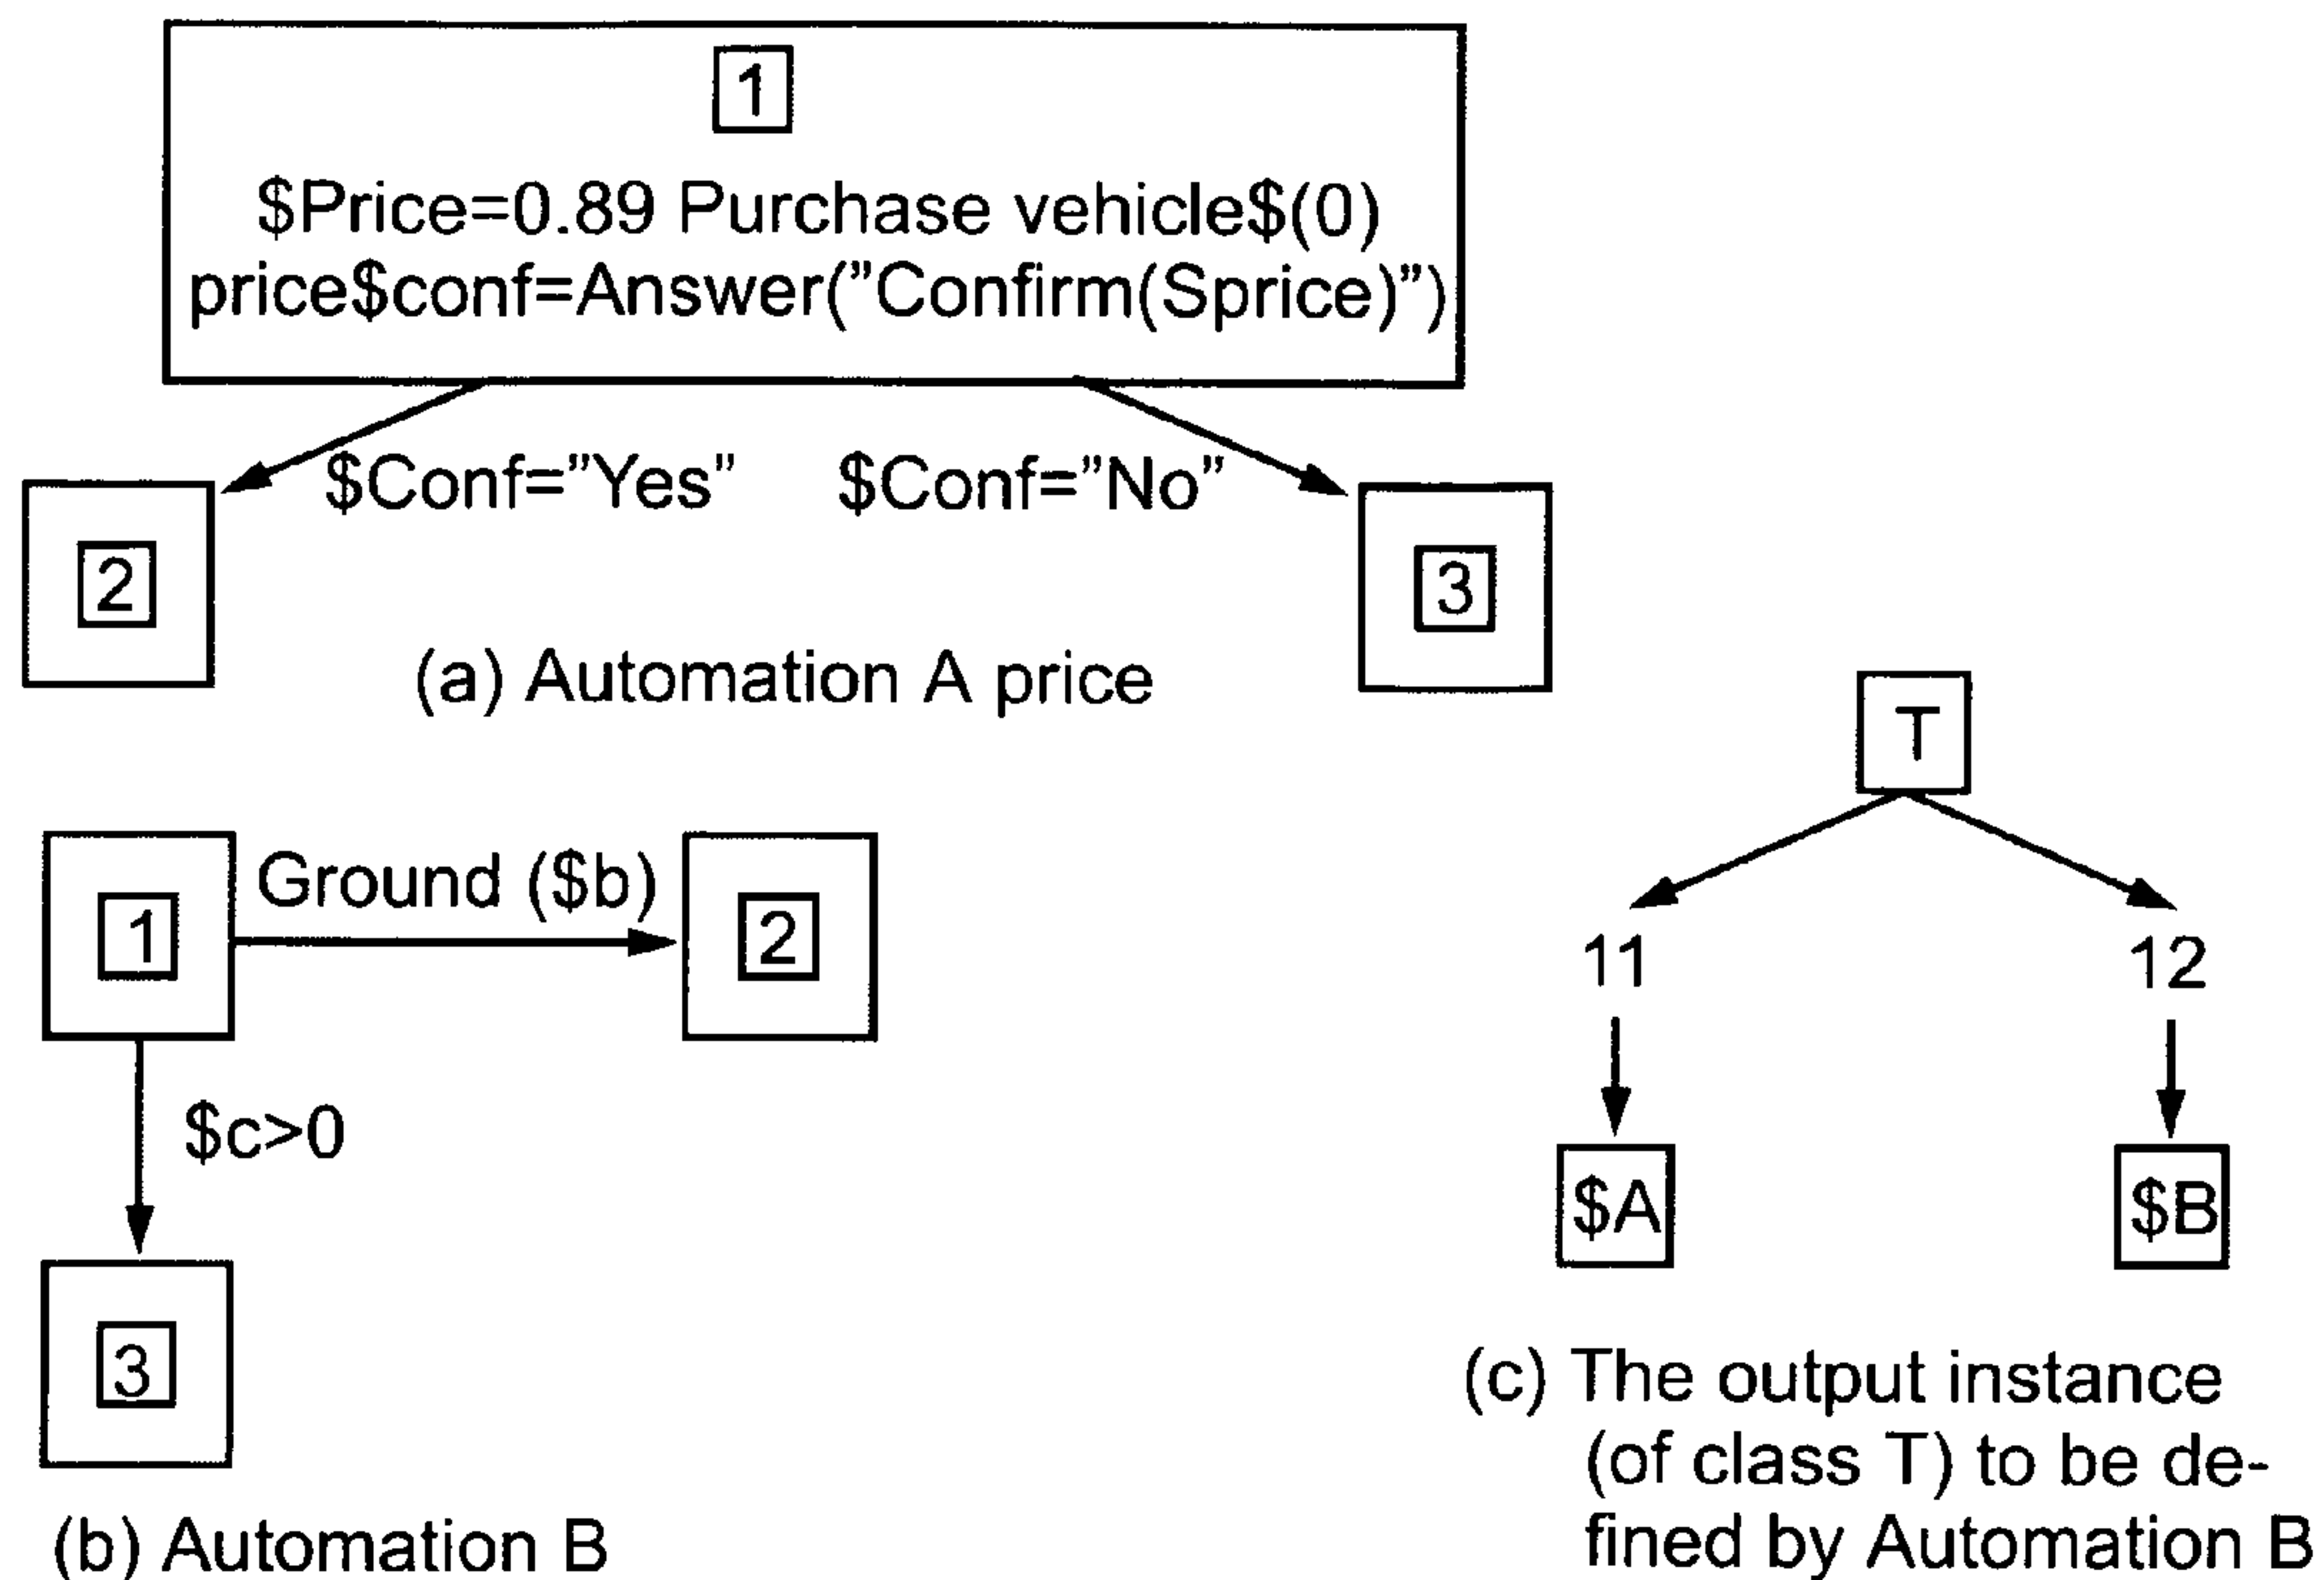 1
$Price=0.89 Purchase vehicle$(0)
price$conf=Answer(”Confirm(Sprice)”)
$Conf=”Yes”
$Conf=”No”
2
3
(a) Automation A price
T
1
Ground ($b)
2
11
12
$c>0
$A
$B
3
(c) The output instance
(of class T) to be de-
fined by Automation B
(b) Automation B